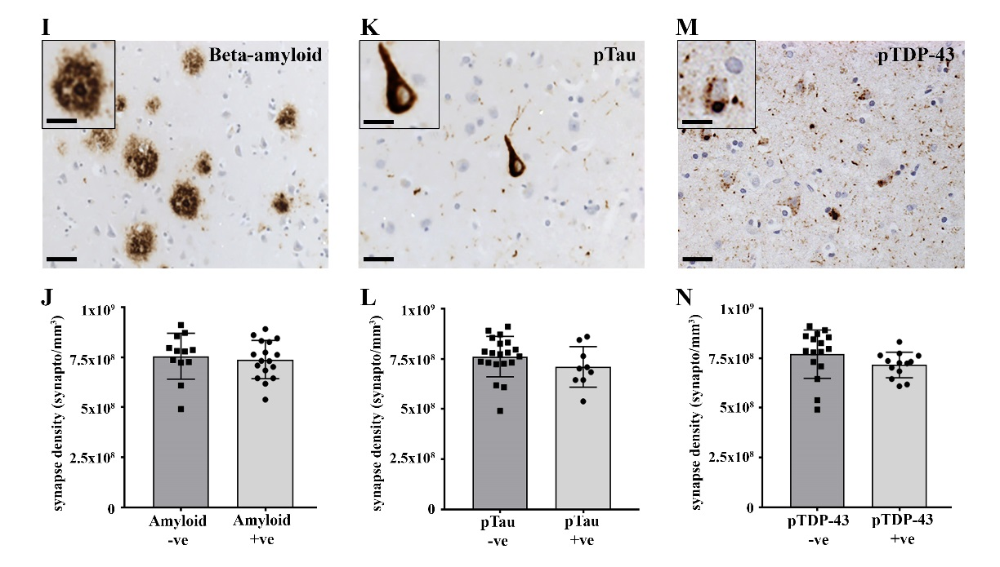 I
Beta-amyloid
K
pTau
M
pTDP-43
J
synapse density (synapto/mm³)
1x10⁹
7.5x10⁸
5x10⁸
2.5x10⁸
0
Amyloid
-ve
Amyloid
+ve
L
synapse density (synapto/mm³)
1x10⁹
7.5x10⁸
5x10⁸
2.5x10⁸
0
pTau
-ve
pTau
+ve
N
synapse density (synapto/mm³)
1x10⁹
7.5x10⁸
5x10⁸
2.5x10⁸
0
pTDP-43
-ve
pTDP-43
+ve